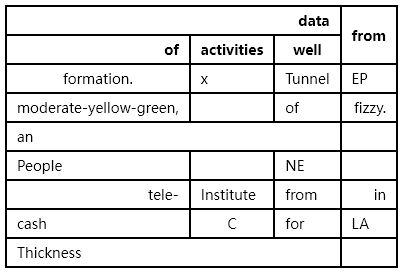 data from
of activities well
formation. x Tunnel EP
moderate-yellow-green, of fizzy.
an
People NE
tele- Institute from in
cash C for LA
Thickness